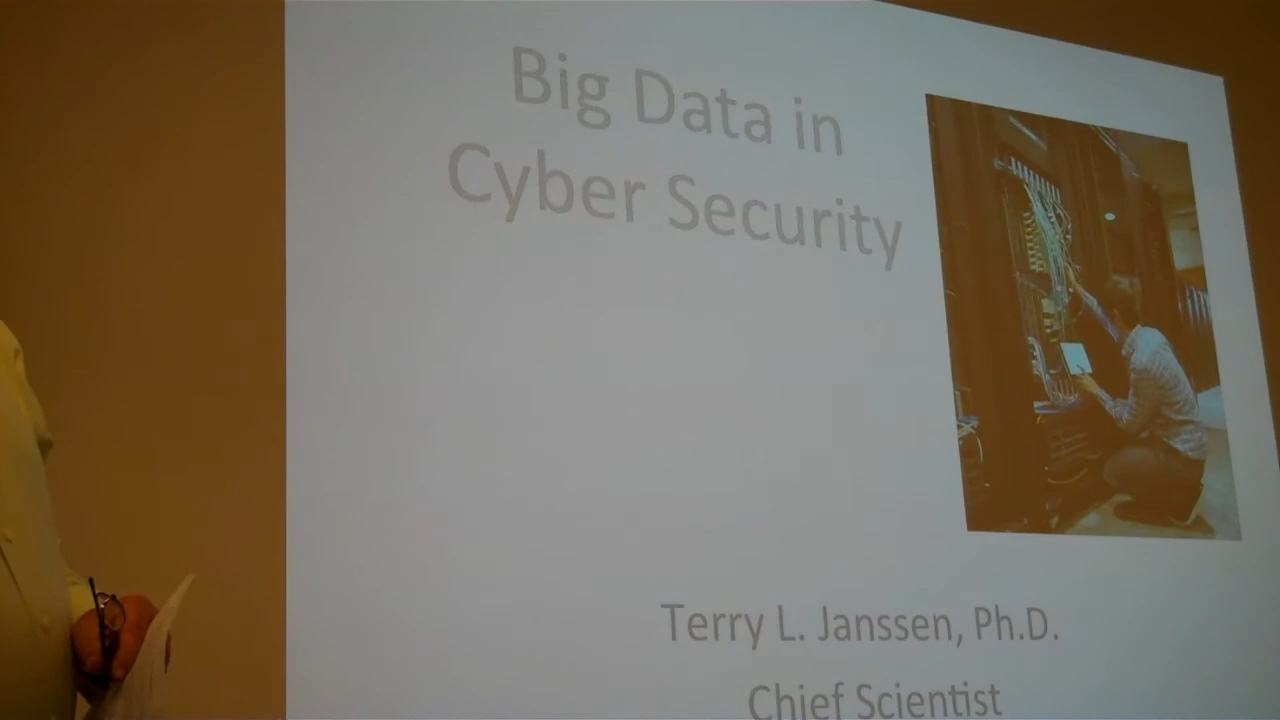 Big Data in
Cyber Security
Terry L. Janssen, Ph.D.
Chief Scientist